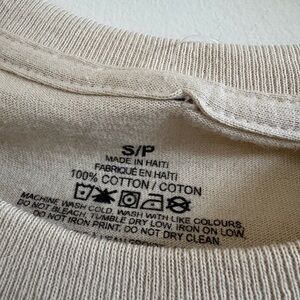 S/P
MADE IN HAITI
FABRIQUÉ EN HAÏTI
100% COTTON / COTON
MACHINE WASH COLD. WASH WITH LIKE COLOURS.
DO NOT BLEACH. TUMBLE DRY LOW. IRON ON LOW.
DO NOT IRON PRINT. DO NOT DRY CLEAN.